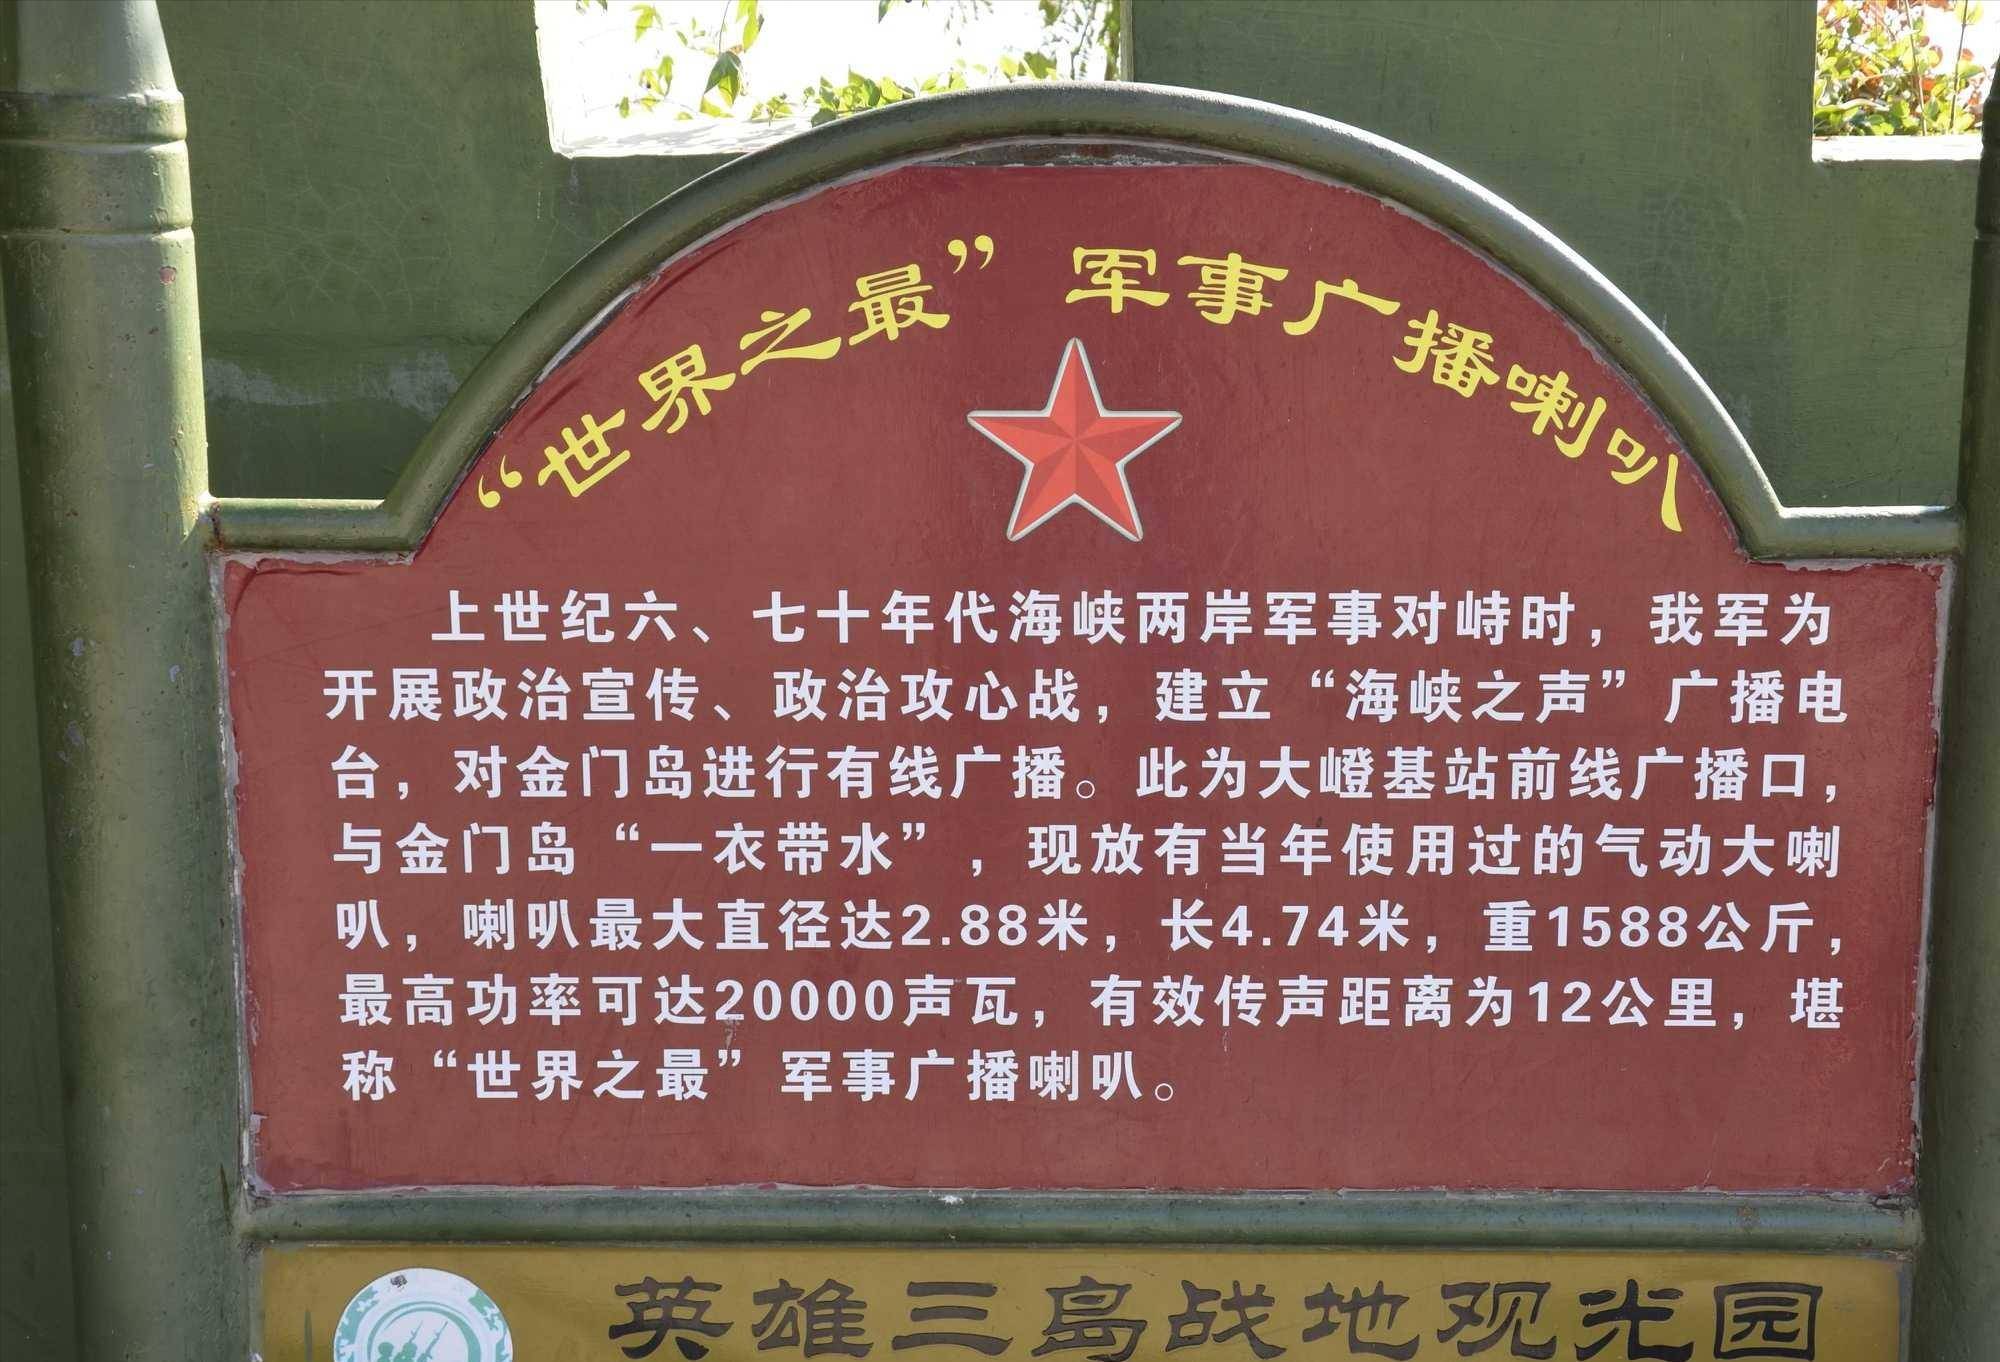 “世界之最”军事广播喇叭
上世纪六、七十年代海峡两岸军事对峙时，我军为
开展政治宣传、政治攻心战，建立“海峡之声”广播电
台，对金门岛进行有线广播。此为大嶝基站前线广播口，
与金门岛“一衣带水”，现放有当年使用过的气动大喇
叭，喇叭最大直径达2.88米，长4.74米，重1588公斤，
最高功率可达20000声瓦，有效传声距离为12公里，堪
称“世界之最”军事广播喇叭。
英雄三岛战地观光园